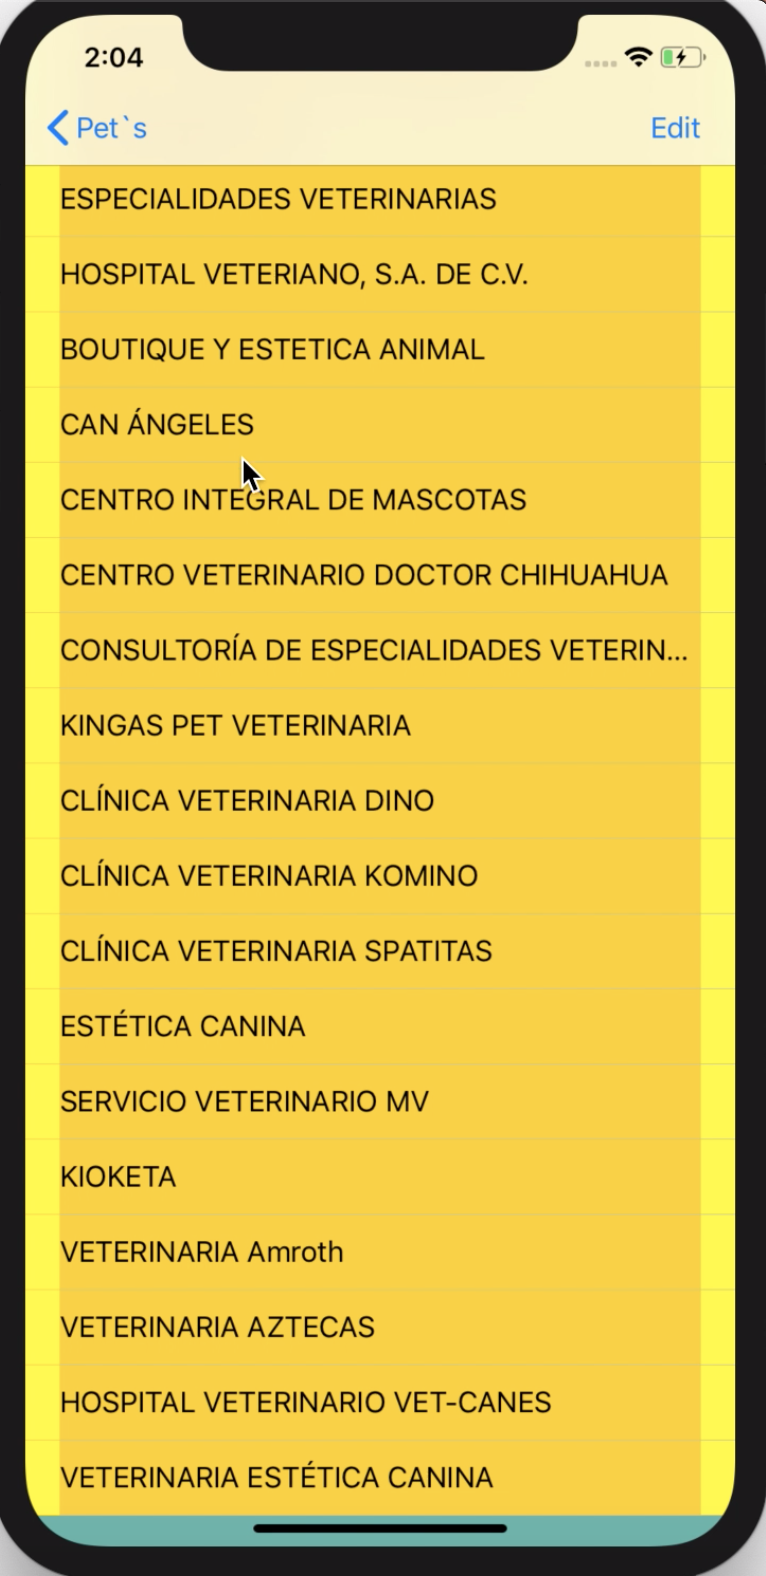 2:04
Pet`s
Edit
ESPECIALIDADES VETERINARIAS
HOSPITAL VETERIANO, S.A. DE C.V.
BOUTIQUE Y ESTETICA ANIMAL
CAN ÁNGELES
CENTRO INTEGRAL DE MASCOTAS
CENTRO VETERINARIO DOCTOR CHIHUAHUA
CONSULTORÍA DE ESPECIALIDADES VETERIN...
KINGAS PET VETERINARIA
CLÍNICA VETERINARIA DINO
CLÍNICA VETERINARIA KOMINO
CLÍNICA VETERINARIA SPATITAS
ESTÉTICA CANINA
SERVICIO VETERINARIO MV
KIOKETA
VETERINARIA Amroth
VETERINARIA AZTECAS
HOSPITAL VETERINARIO VET-CANES
VETERINARIA ESTÉTICA CANINA